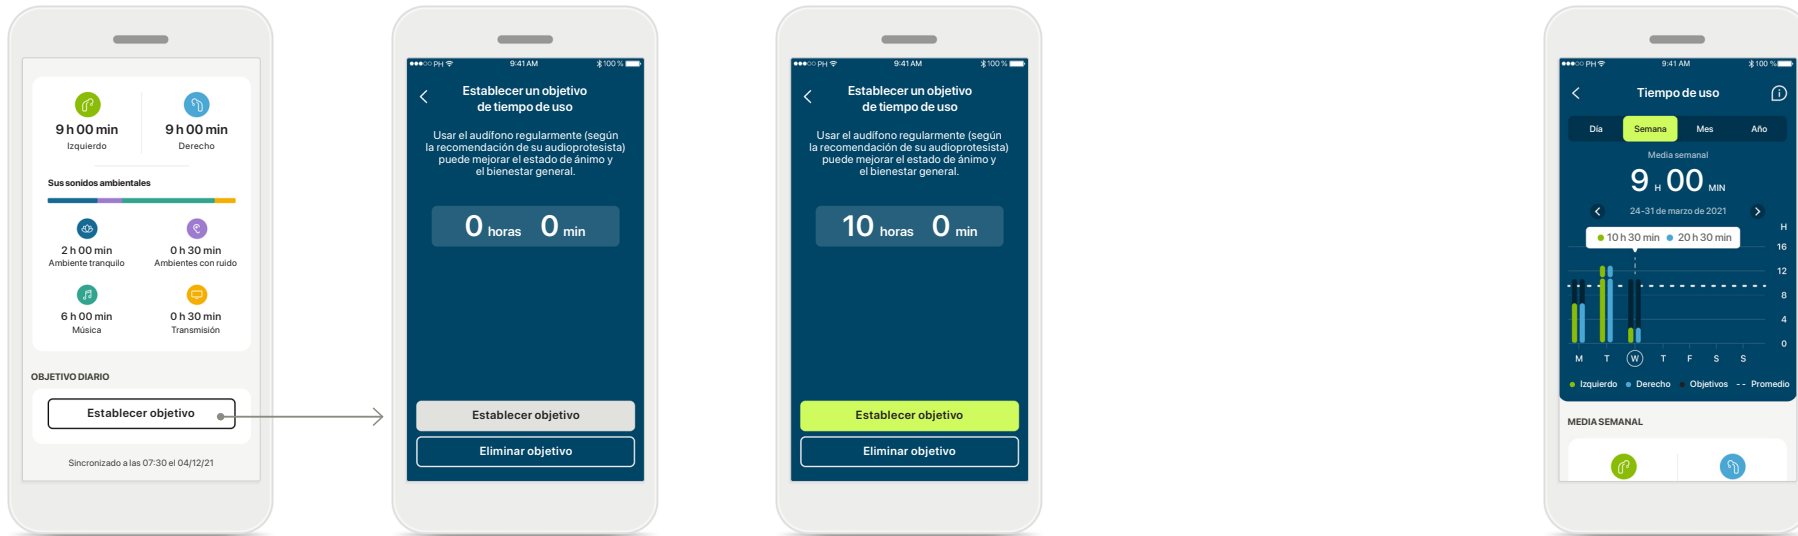 9 h 00 min
Izquierdo
9 h 00 min
Derecho
Sus sonidos ambientales
2 h 00 min
Ambiente tranquilo
0 h 30 min
Ambientes con ruido
6 h 00 min
Música
0 h 30 min
Transmisión
OBJETIVO DIARIO
Establecer objetivo
Sincronizado a las 07:30 el 04/12/21
PH 9:41 AM 100 %
Establecer un objetivo
de tiempo de uso
Usar el audífono regularmente (según
la recomendación de su audioprotesista)
puede mejorar el estado de ánimo y
el bienestar general.
0 horas 0 min
Establecer objetivo
Eliminar objetivo
PH 9:41 AM 100 %
Establecer un objetivo
de tiempo de uso
Usar el audífono regularmente (según
la recomendación de su audioprotesista)
puede mejorar el estado de ánimo y
el bienestar general.
10 horas 0 min
Establecer objetivo
Eliminar objetivo
PH 9:41 AM 100 %
Tiempo de uso
Día Semana Mes Año
Media semanal
9 H 00 MIN
24-31 de marzo de 2021
H
10 h 30 min 20 h 30 min
16
12
8
4
0
M T W T F S S
Izquierdo Derecho Objetivos -- Promedio
MEDIA SEMANAL